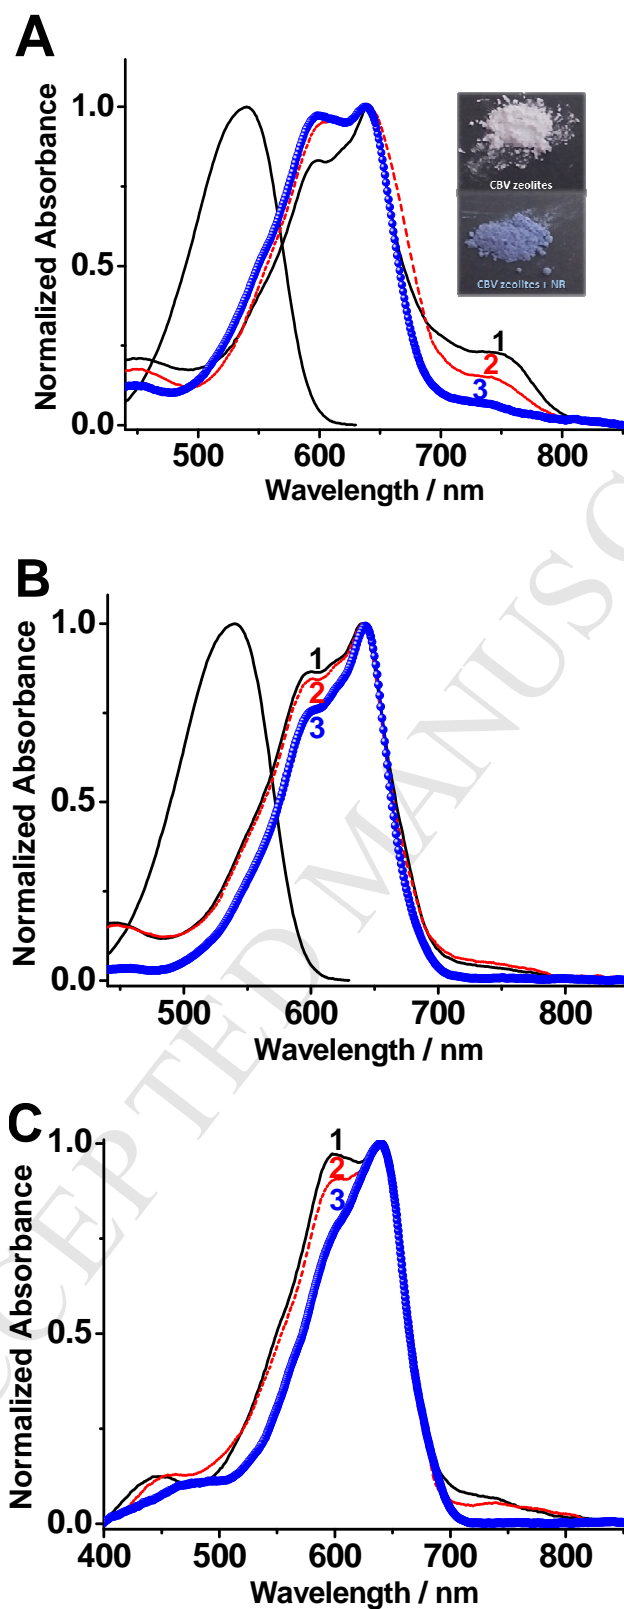 A
Normalized Absorbance
1.0
0.5
0.0
CBV zeolites
CBV zeolites + NR
1
2
3
500 600 700 800
Wavelength / nm
B
Normalized Absorbance
1.0
0.5
0.0
1
2
3
500 600 700 800
Wavelength / nm
C
Normalized Absorbance
1.0
0.5
0.0
1
2
3
400 500 600 700 800
Wavelength / nm
CCEPTED MANUSC